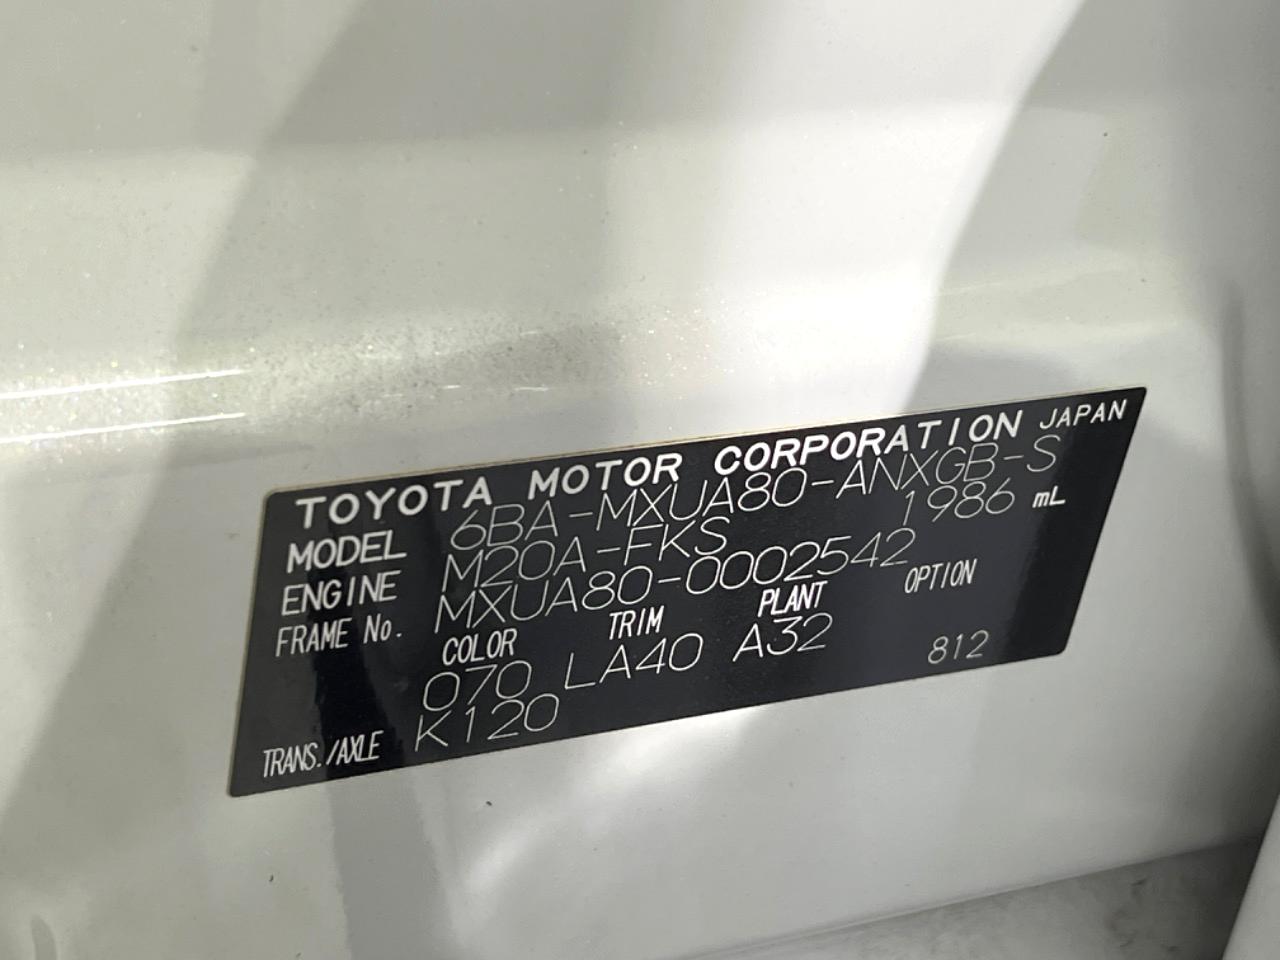 TOYOTA MOTOR CORPORATION JAPAN
MODEL 6BA-MXUA80-ANXGB-S
ENGINE M20A-FKS 1986 mL
FRAME No. MXUA80-0002542
COLOR TRIM PLANT OPTION
070 LA40 A32 812
TRANS./AXLE K120